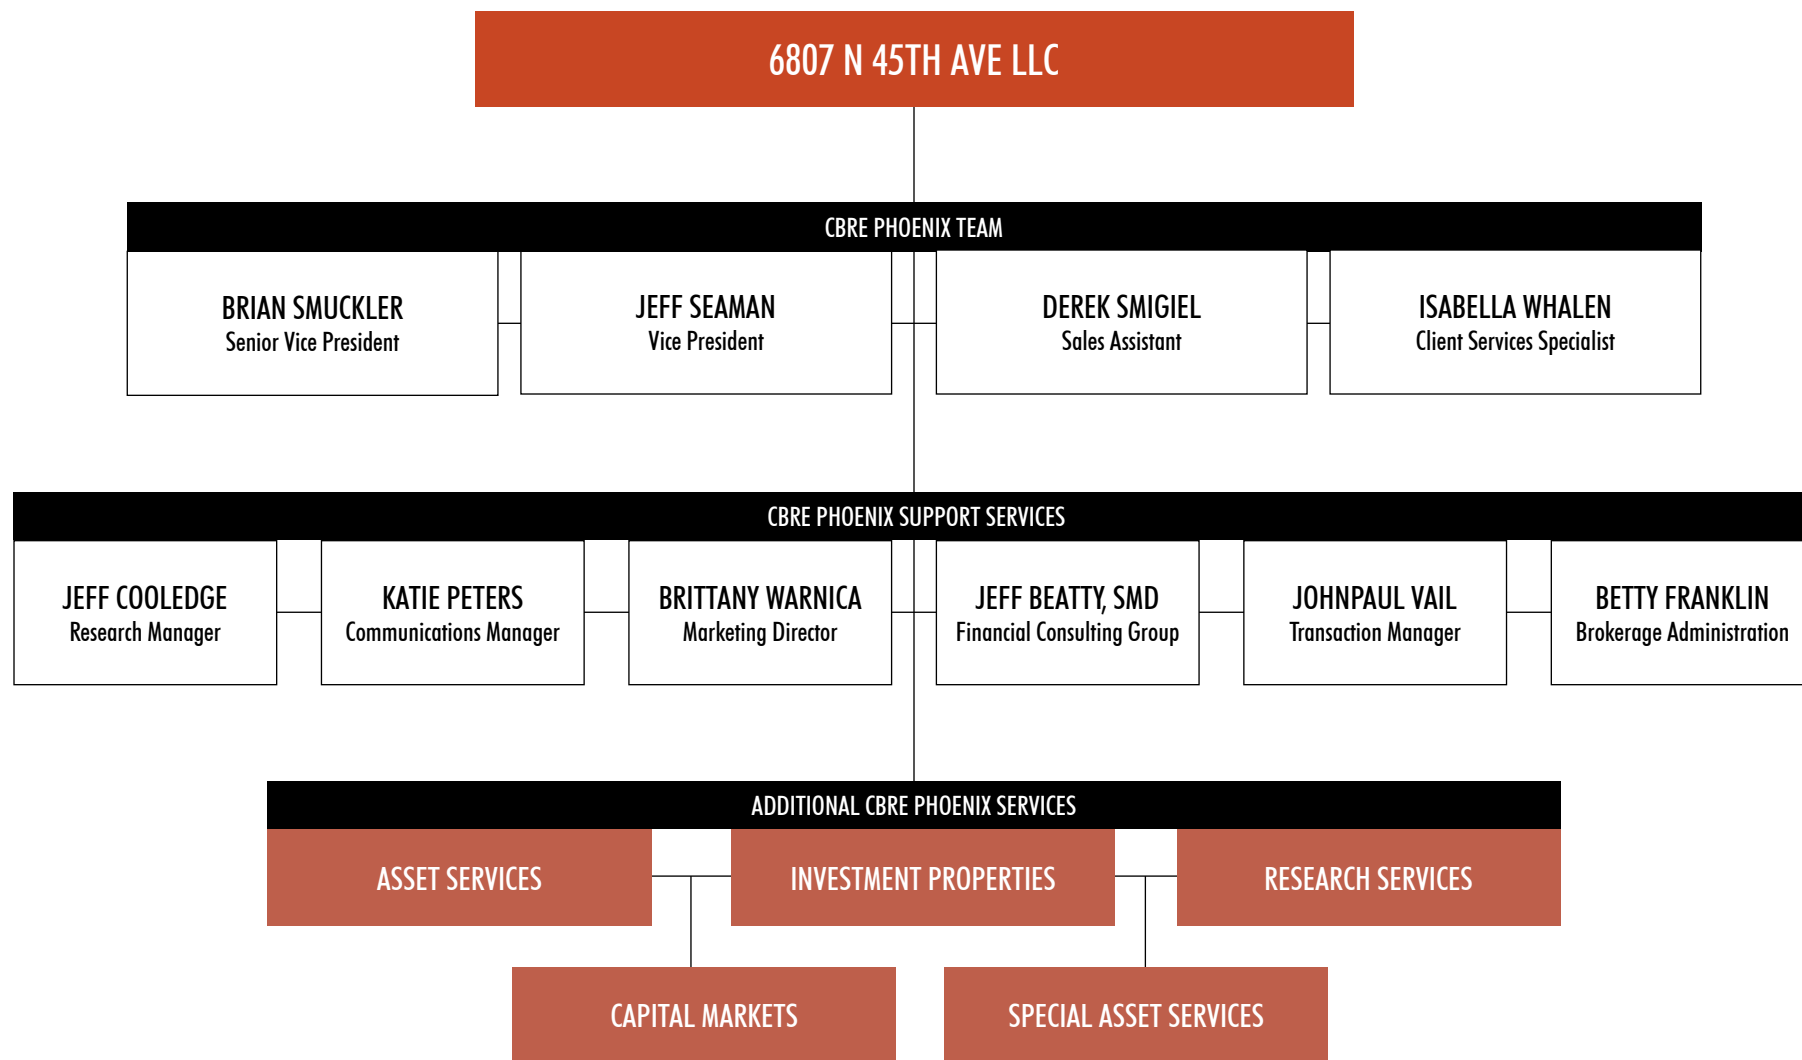 6807 N 45TH AVE LLC
CBRE PHOENIX TEAM
BRIAN SMUCKLER
Senior Vice President
JEFF SEAMAN
Vice President
DEREK SMIGIEL
Sales Assistant
ISABELLA WHALEN
Client Services Specialist
CBRE PHOENIX SUPPORT SERVICES
JEFF COOLEDGE
Research Manager
KATIE PETERS
Communications Manager
BRITTANY WARNICA
Marketing Director
JEFF BEATTY, SMD
Financial Consulting Group
JOHNPAUL VAIL
Transaction Manager
BETTY FRANKLIN
Brokerage Administration
ADDITIONAL CBRE PHOENIX SERVICES
ASSET SERVICES
INVESTMENT PROPERTIES
RESEARCH SERVICES
CAPITAL MARKETS
SPECIAL ASSET SERVICES